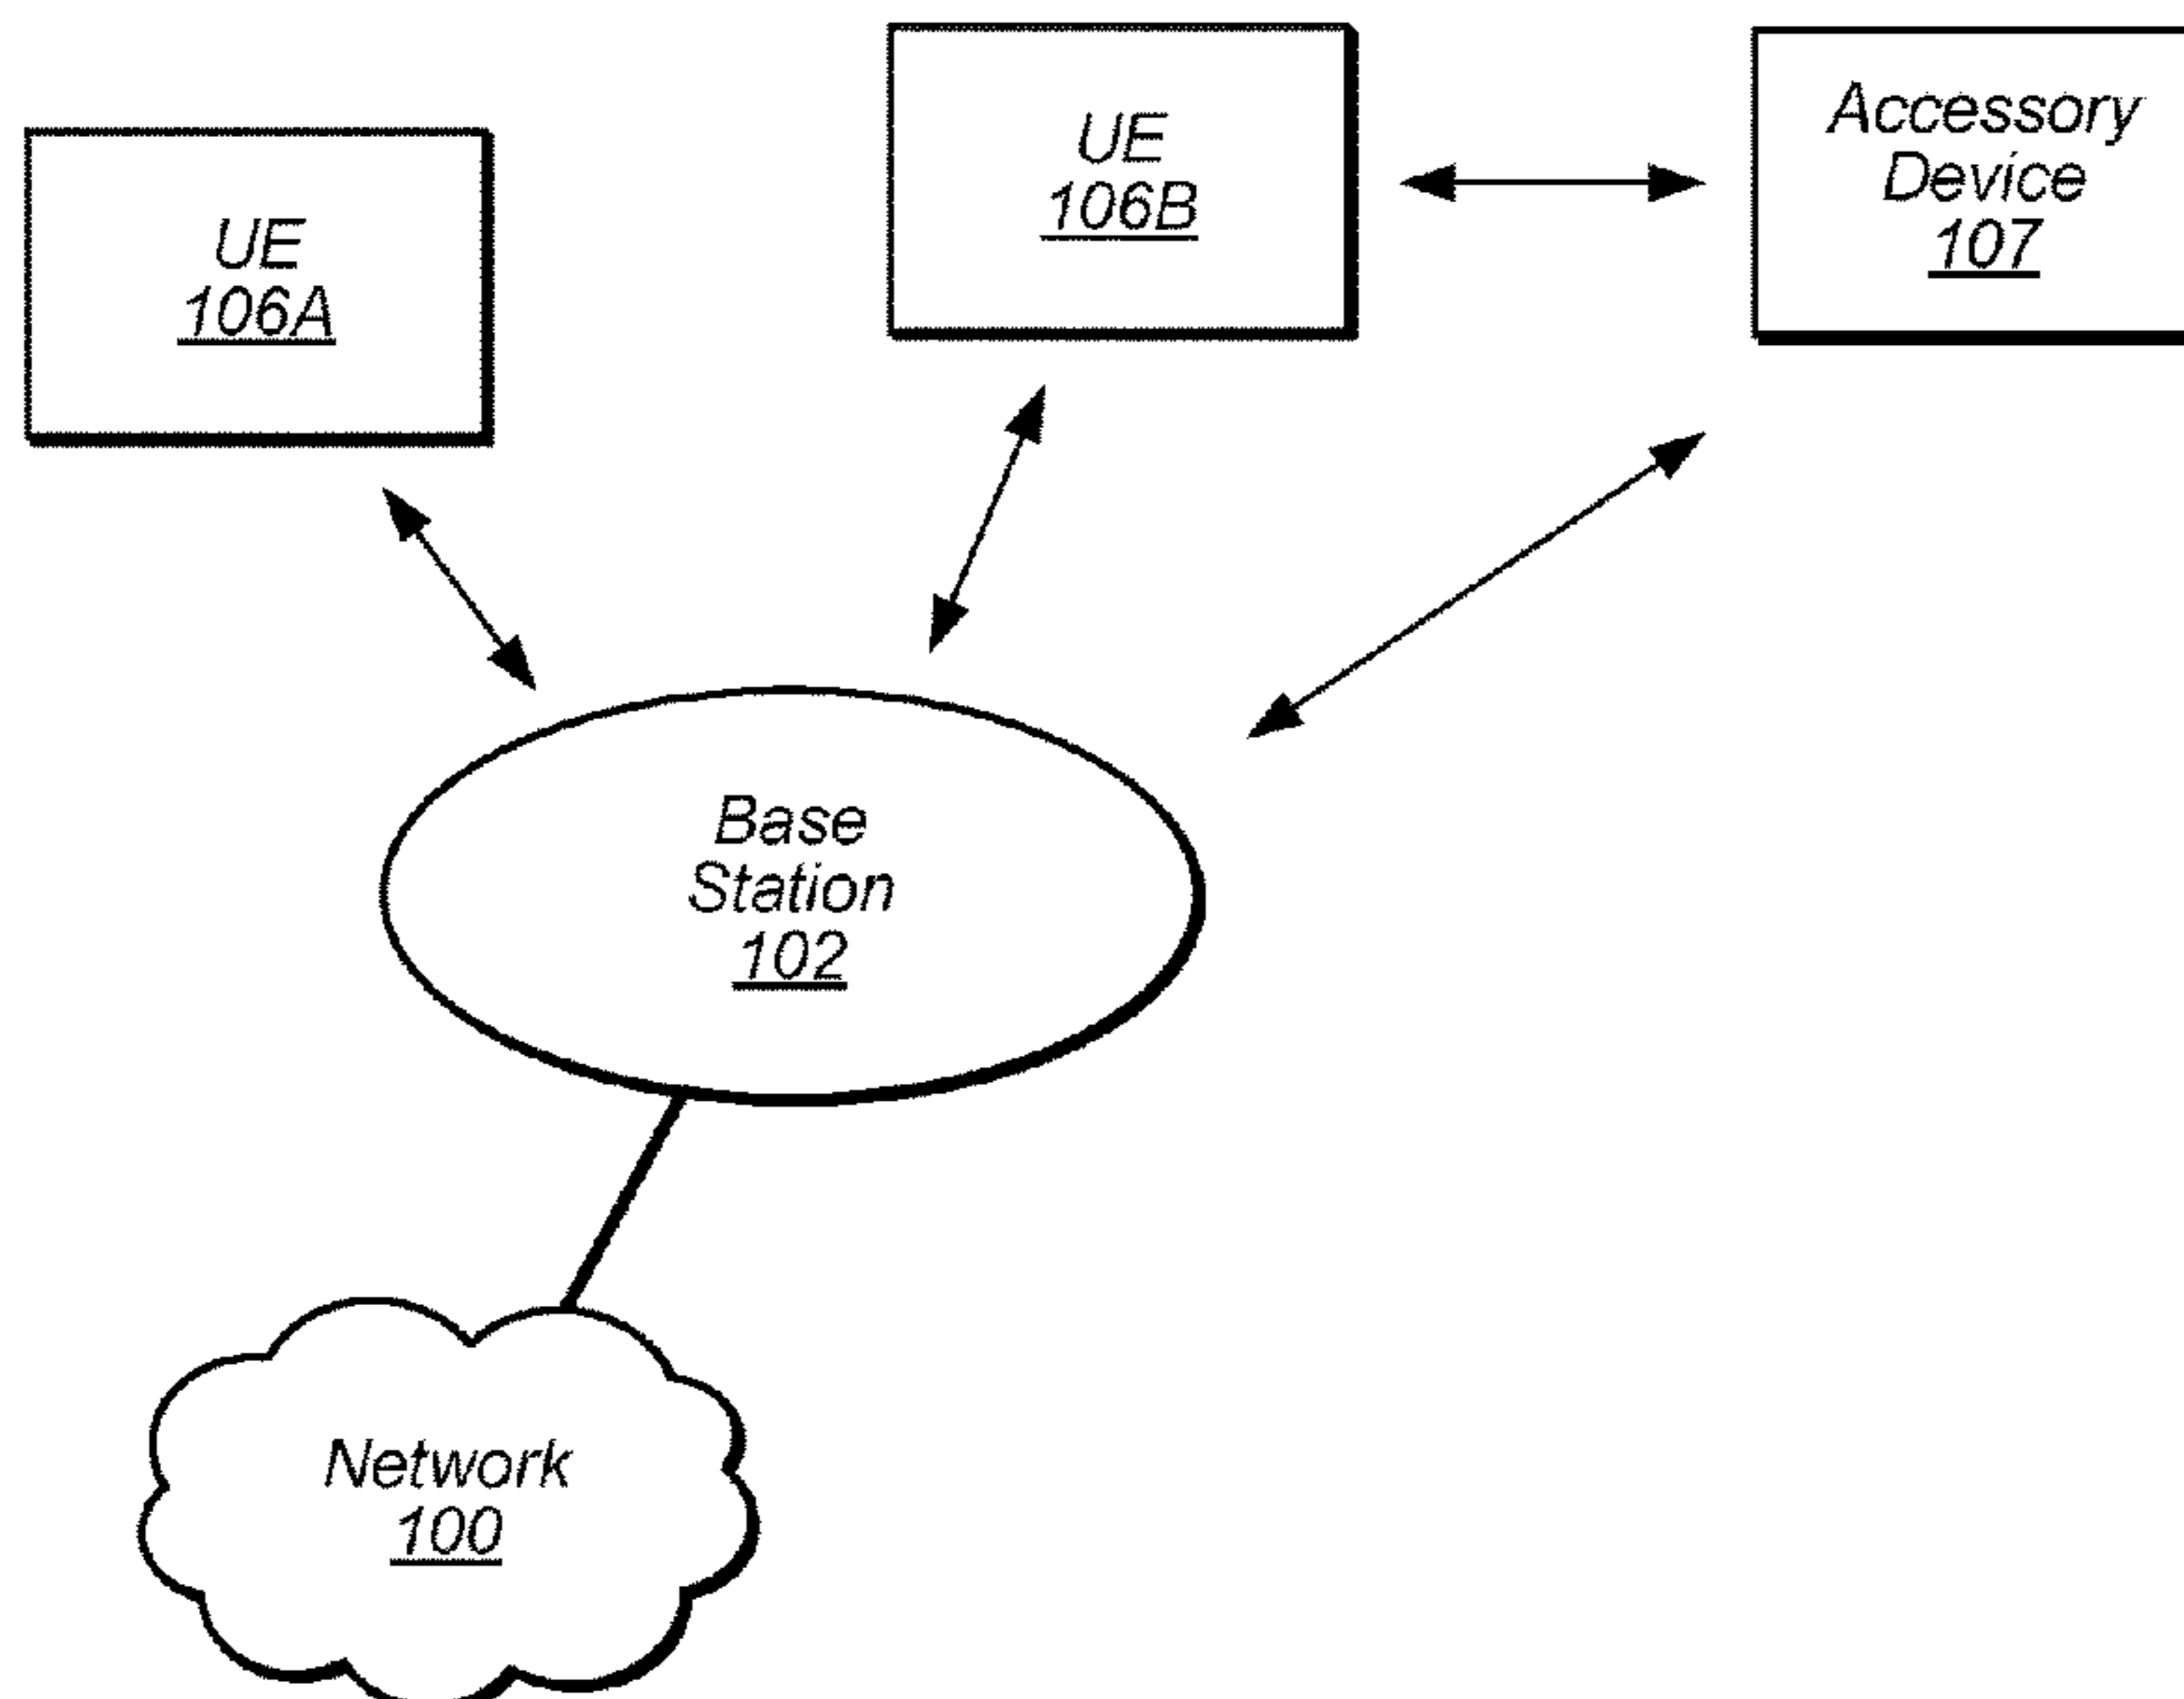 UE
106A
UE
106B
Accessory
Device
107
Base
Station
102
Network
100